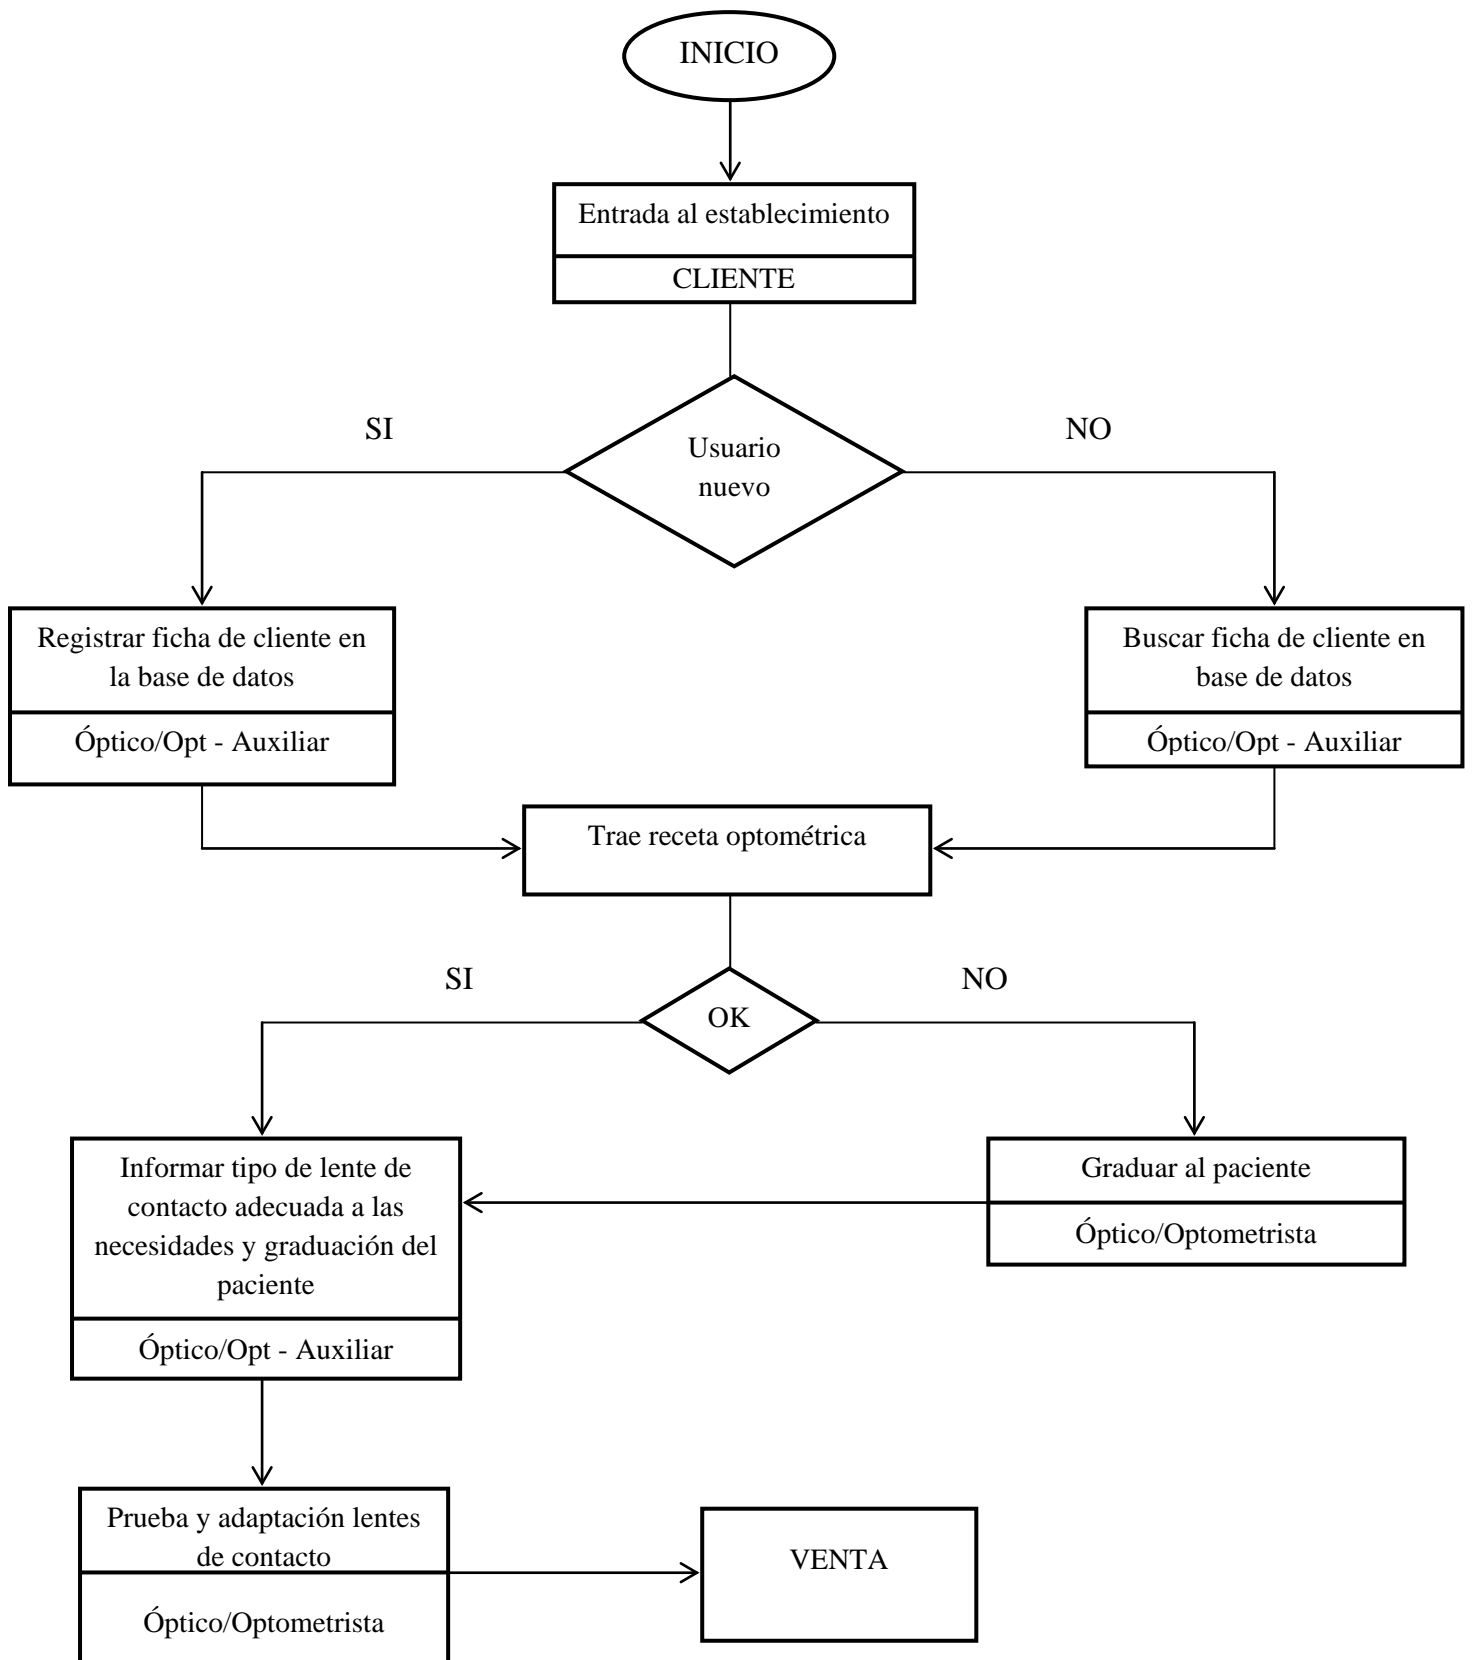 INICIO
Entrada al establecimiento
CLIENTE
SI
NO
Usuario
nuevo
Registrar ficha de cliente en
la base de datos
Óptico/Opt - Auxiliar
Buscar ficha de cliente en
base de datos
Óptico/Opt - Auxiliar
Trae receta optométrica
SI
NO
OK
Informar tipo de lente de
contacto adecuada a las
necesidades y graduación del
paciente
Óptico/Opt - Auxiliar
Graduar al paciente
Óptico/Optometrista
Prueba y adaptación lentes
de contacto
Óptico/Optometrista
VENTA